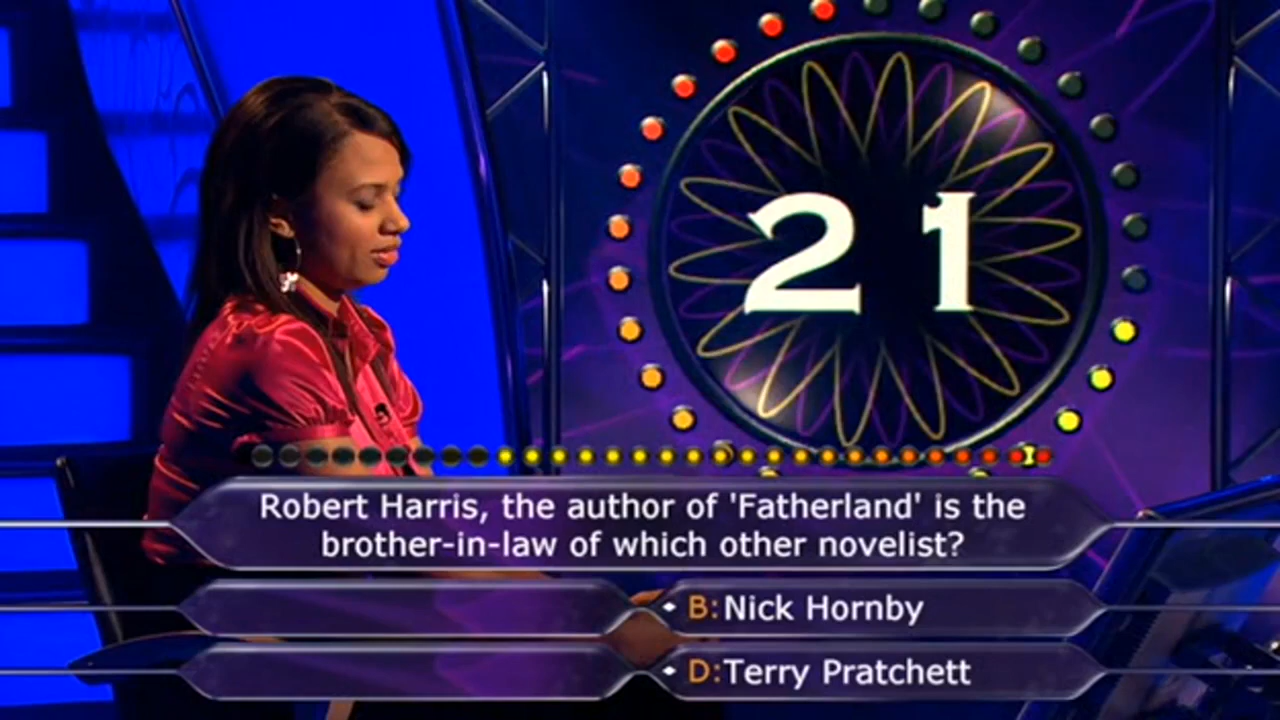 21
Robert Harris, the author of 'Fatherland' is the
brother-in-law of which other novelist?
B: Nick Hornby
D: Terry Pratchett